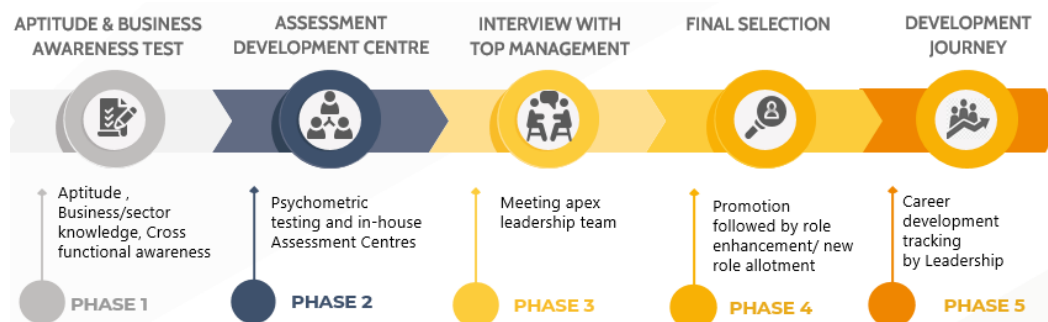 APTITUDE & BUSINESS
AWARENESS TEST
ASSESSMENT
DEVELOPMENT CENTRE
INTERVIEW WITH
TOP MANAGEMENT
FINAL SELECTION
DEVELOPMENT
JOURNEY
Aptitude ,
Business/sector
knowledge, Cross
functional awareness
PHASE 1
Psychometric
testing and in-house
Assessment Centres
PHASE 2
Meeting apex
leadership team
PHASE 3
Promotion
followed by role
enhancement/ new
role allotment
PHASE 4
Career
development
tracking
by Leadership
PHASE 5